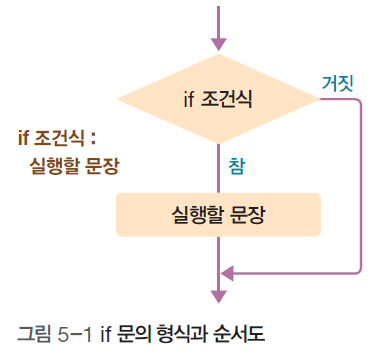 거짓
if 조건식
if 조건식 :
실행할 문장
참
실행할 문장
그림 5-1 if 문의 형식과 순서도